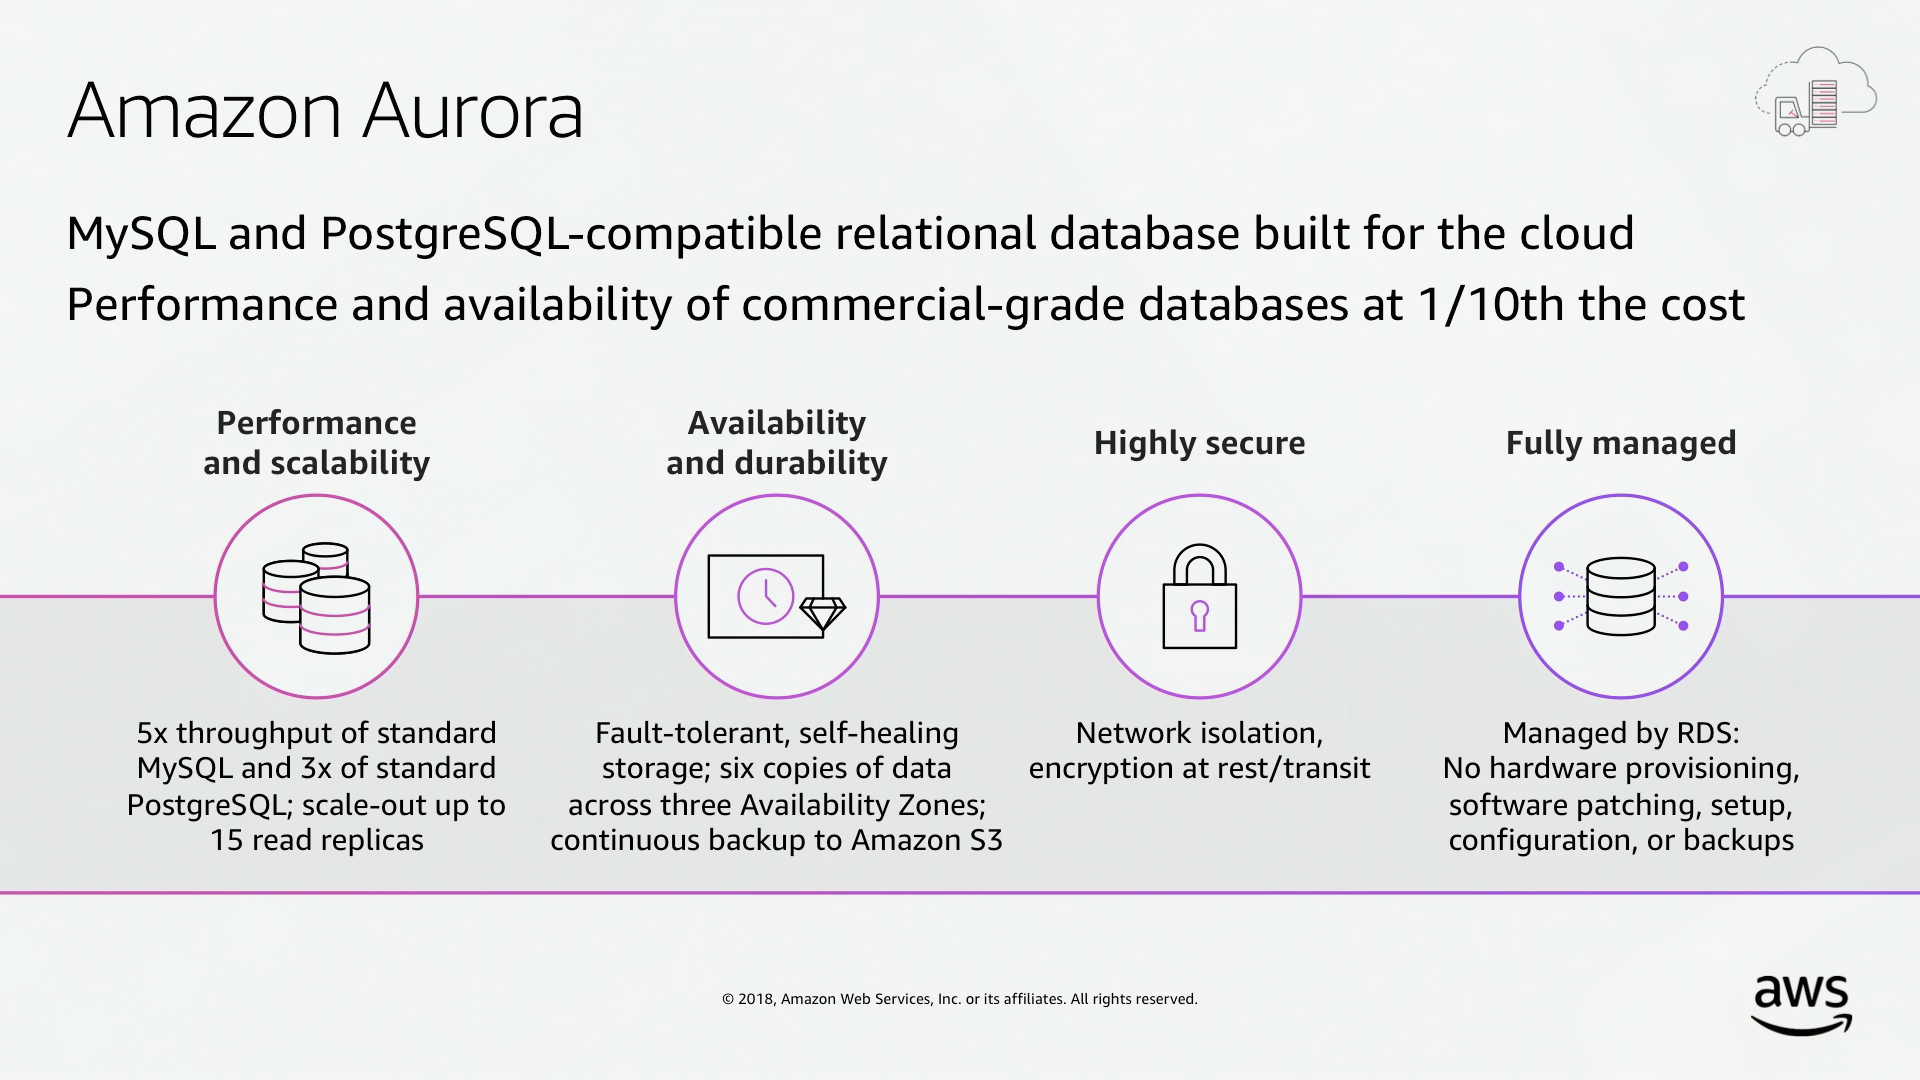 Amazon Aurora
MySQL and PostgreSQL-compatible relational database built for the cloud
Performance and availability of commercial-grade databases at 1/10th the cost
Performance
and scalability
5x throughput of standard
MySQL and 3x of standard
PostgreSQL; scale-out up to
15 read replicas
Availability
and durability
Fault-tolerant, self-healing
storage; six copies of data
across three Availability Zones;
continuous backup to Amazon S3
Highly secure
Network isolation,
encryption at rest/transit
Fully managed
Managed by RDS:
No hardware provisioning,
software patching, setup,
configuration, or backups
© 2018, Amazon Web Services, Inc. or its affiliates. All rights reserved.
aws